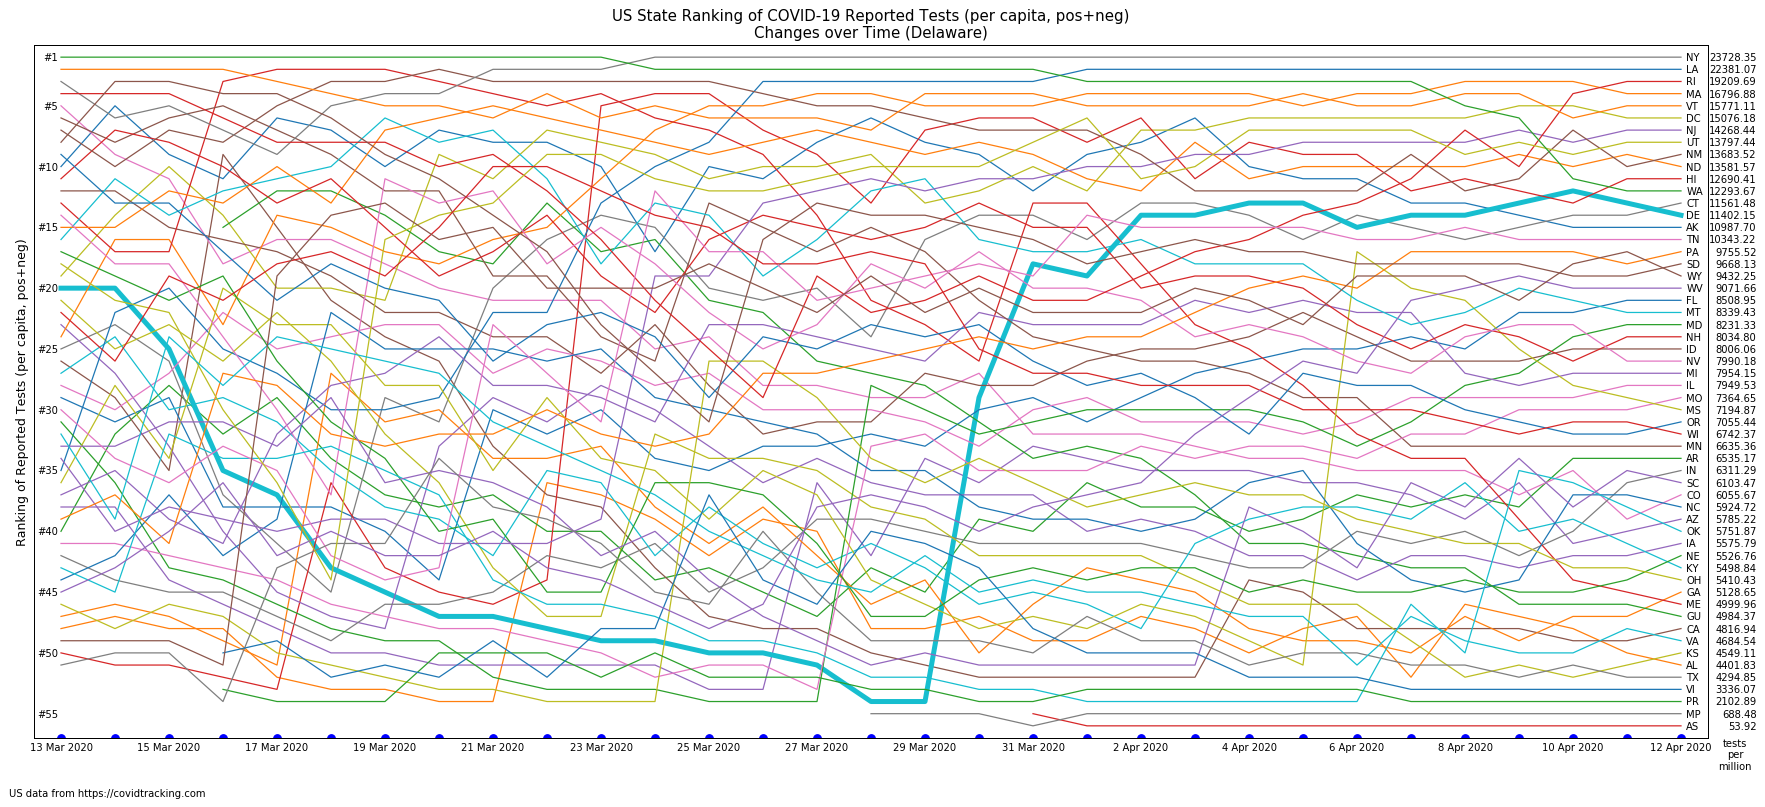 US State Ranking of COVID-19 Reported Tests (per capita, pos+neg)
Changes over Time (Delaware)
Ranking of Reported Tests (per capita, pos+neg)
#1
#5
#10
#15
#20
#25
#30
#35
#40
#45
#50
#55
NY 23728.35
LA 22381.07
RI 19209.69
MA 16796.88
VT 15771.11
DC 15076.18
NJ 14268.44
UT 13797.44
NM 13683.52
ND 13581.57
HI 12690.41
WA 12293.67
CT 11561.48
DE 11402.15
AK 10987.70
TN 10343.22
PA 9755.52
SD 9668.13
WY 9432.25
WV 9071.66
FL 8508.95
MT 8339.43
MD 8231.33
NH 8034.80
ID 8006.06
NV 7990.18
MI 7954.15
IL 7949.53
MO 7364.65
MS 7194.87
OR 7055.44
WI 6742.37
MN 6635.36
AR 6535.17
IN 6311.29
SC 6103.47
CO 6055.67
NC 5924.72
AZ 5785.22
OK 5751.87
IA 5575.79
NE 5526.76
KY 5498.84
OH 5410.43
GA 5128.65
ME 4999.96
GU 4984.37
CA 4816.94
VA 4684.54
KS 4549.11
AL 4401.83
TX 4294.85
VI 3336.07
PR 2102.89
MP 688.48
AS 53.92
13 Mar 2020 15 Mar 2020 17 Mar 2020 19 Mar 2020 21 Mar 2020 23 Mar 2020 25 Mar 2020 27 Mar 2020 29 Mar 2020 31 Mar 2020 2 Apr 2020 4 Apr 2020 6 Apr 2020 8 Apr 2020 10 Apr 2020 12 Apr 2020
tests
per
million
US data from https://covidtracking.com